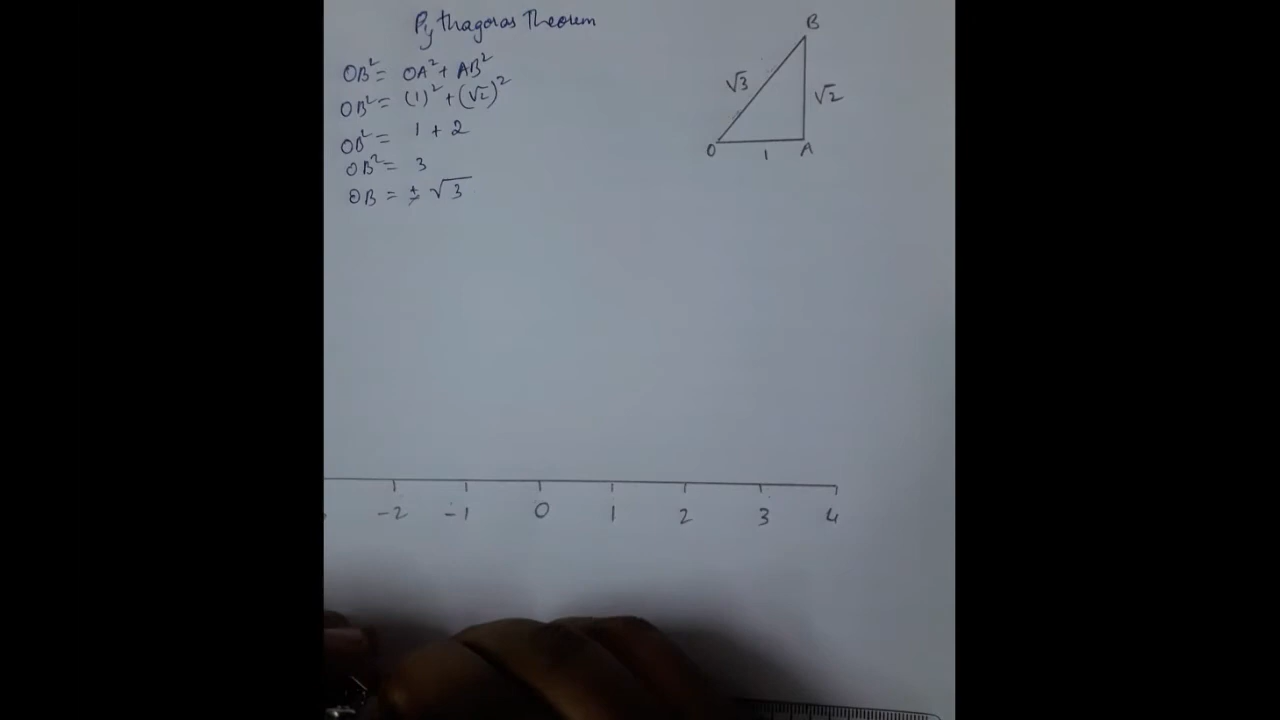 Pythagoras Theorem
OB² = OA² + AB²
OB² = (1)² + (√2)²
OB² = 1 + 2
OB² = 3
OB = ± √3
B
√3
√2
O
1
A
-2 -1 0 1 2 3 4